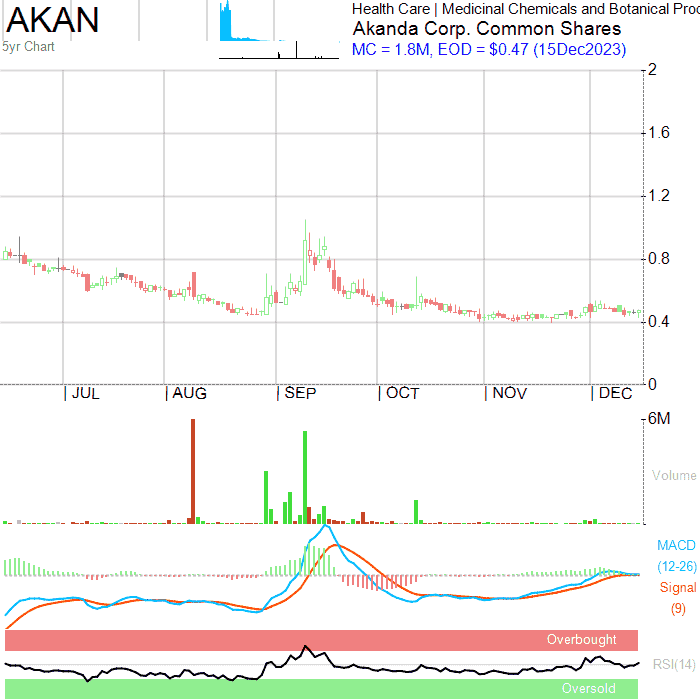 AKAN
5yr Chart
Health Care | Medicinal Chemicals and Botanical Proc
Akanda Corp. Common Shares
MC = 1.8M, EOD = $0.47 (15Dec2023)
2
1.6
1.2
0.8
0.4
0
| JUL | AUG | SEP | OCT | NOV | DEC
6M
Volume
MACD
(12-26)
Signal
(9)
Overbought
RSI(14)
Oversold